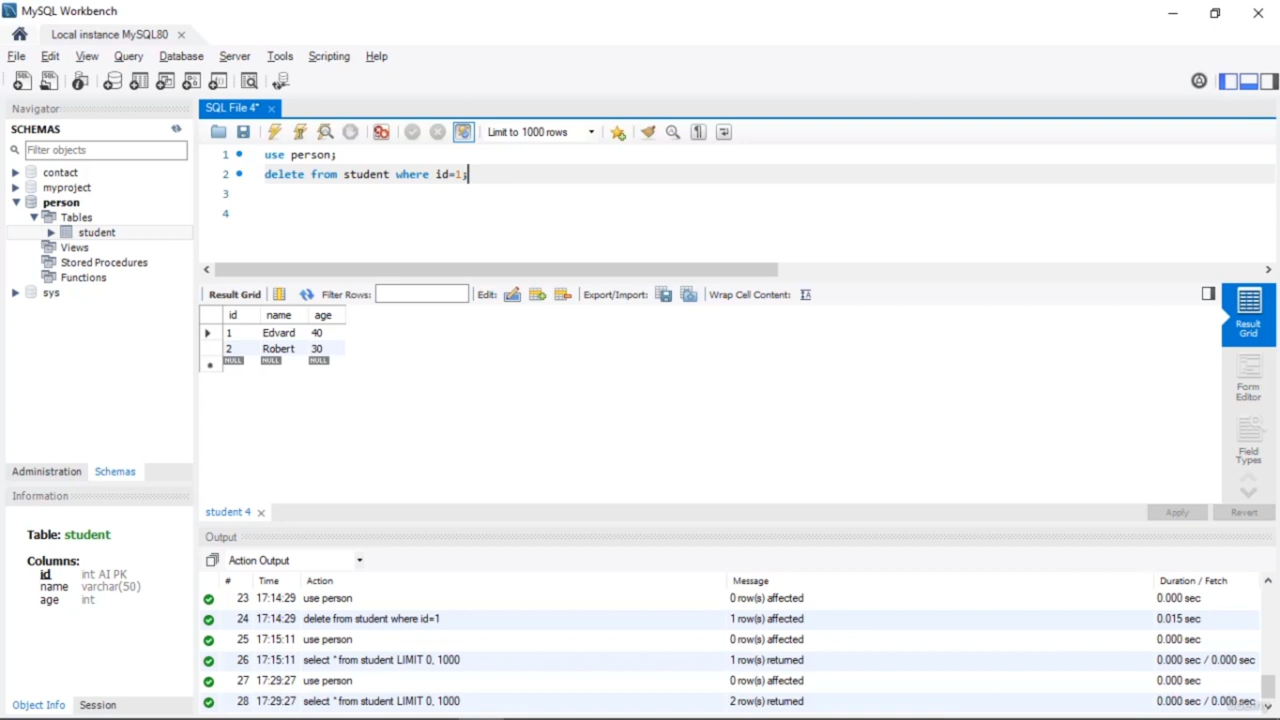 MySQL Workbench
Local instance MySQL80
File Edit View Query Database Server Tools Scripting Help
Navigator
SCHEMAS
Filter objects
contact
myproject
person
Tables
student
Views
Stored Procedures
Functions
sys
Administration Schemas
Information
Table: student
Columns:
id int AI PK
name varchar(50)
age int
Object Info Session
SQL File 4*
Limit to 1000 rows
1 use person;
2 delete from student where id=1;
3
4
Result Grid Filter Rows: Edit: Export/Import: Wrap Cell Content: IA
id name age
1 Edvard 40
2 Robert 30
NULL NULL NULL
Result
Grid
Form
Editor
Field
Types
student 4
Apply Revert
Output
Action Output
# Time Action Message Duration / Fetch
23 17:14:29 use person 0 row(s) affected 0.000 sec
24 17:14:29 delete from student where id=1 1 row(s) affected 0.015 sec
25 17:15:11 use person 0 row(s) affected 0.000 sec
26 17:15:11 select * from student LIMIT 0, 1000 1 row(s) returned 0.000 sec / 0.000 sec
27 17:29:27 use person 0 row(s) affected 0.000 sec
28 17:29:27 select * from student LIMIT 0, 1000 2 row(s) returned 0.000 sec / 0.000 sec